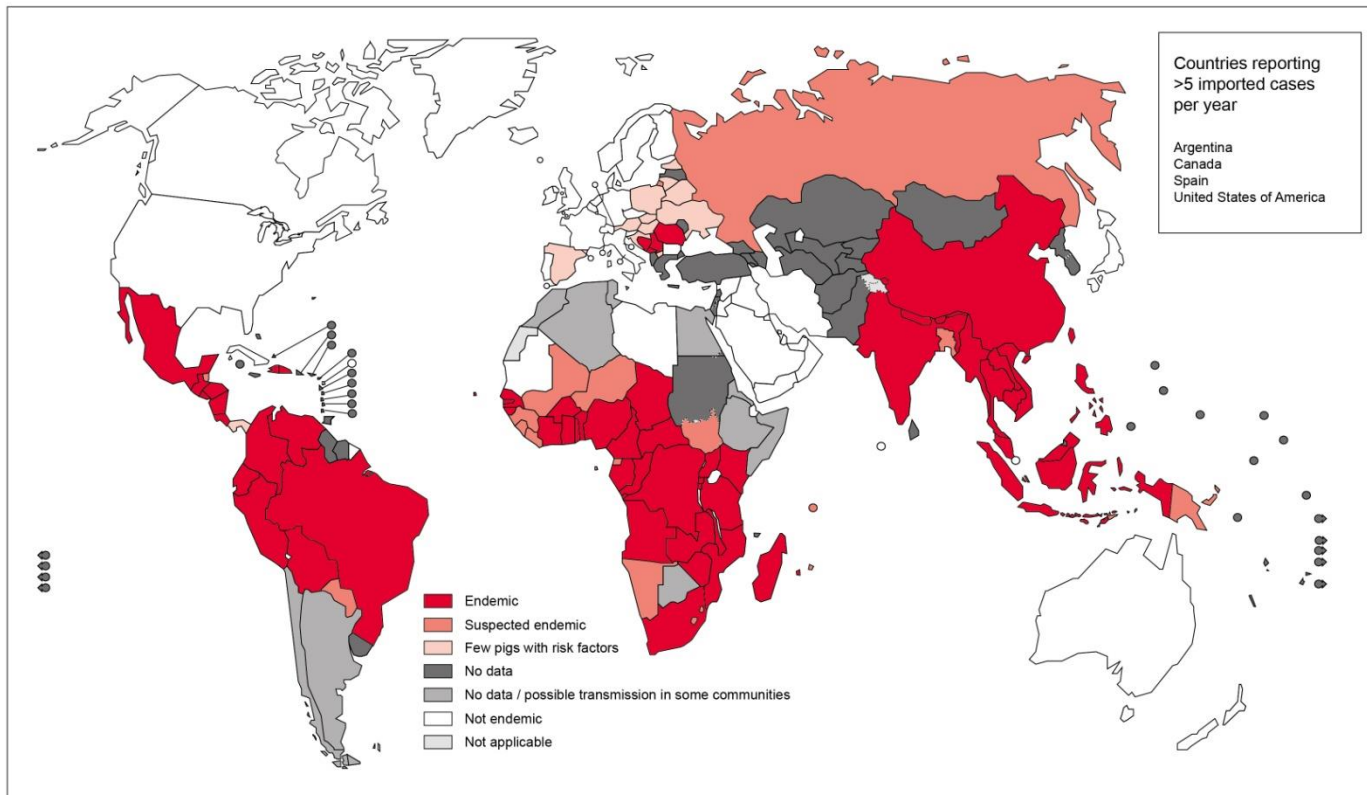 Countries reporting
>5 imported cases
per year
Argentina
Canada
Spain
United States of America
Endemic
Suspected endemic
Few pigs with risk factors
No data
No data / possible transmission in some communities
Not endemic
Not applicable